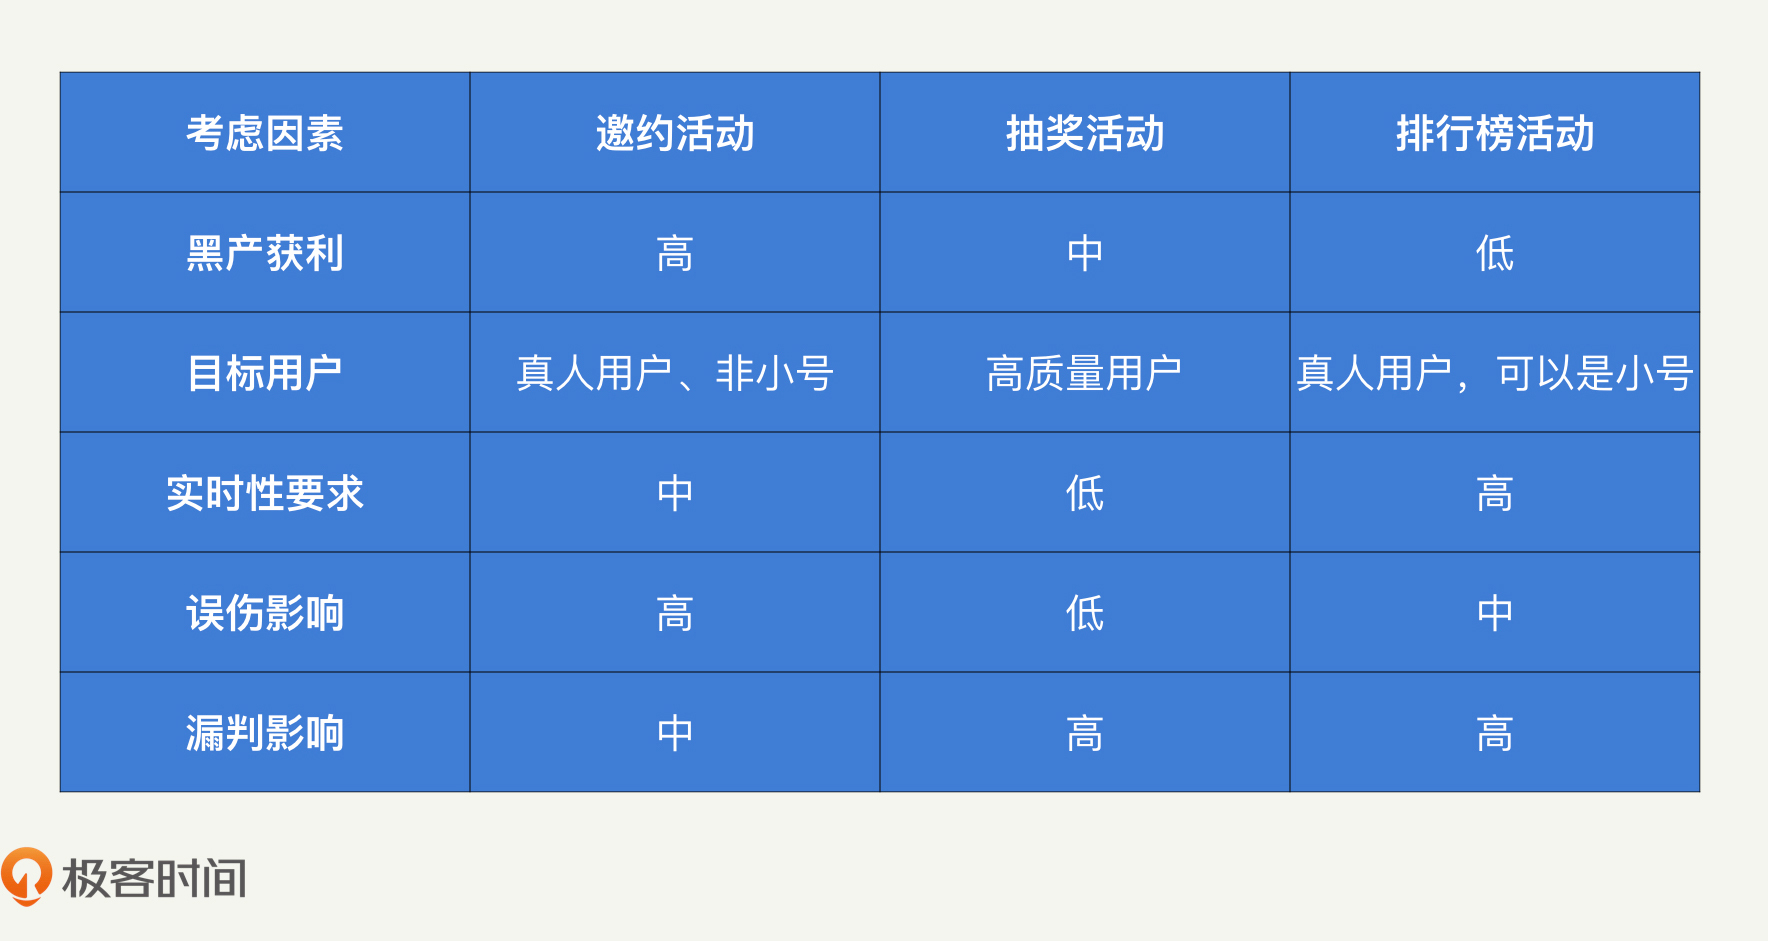 考虑因素 邀约活动 抽奖活动 排行榜活动
黑产获利 高 中 低
目标用户 真人用户、非小号 高质量用户 真人用户，可以是小号
实时性要求 中 低 高
误伤影响 高 低 中
漏判影响 中 高 高
极客时间